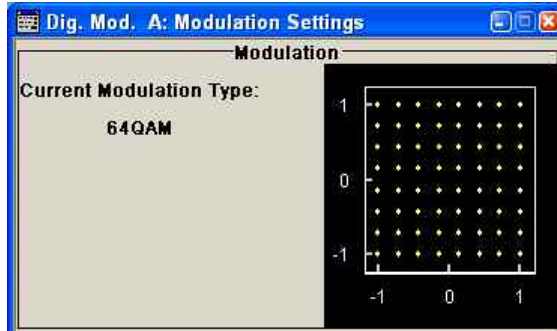 Dig. Mod. A: Modulation Settings
Modulation
Current Modulation Type:
64QAM
1
0
-1
-1 0 1